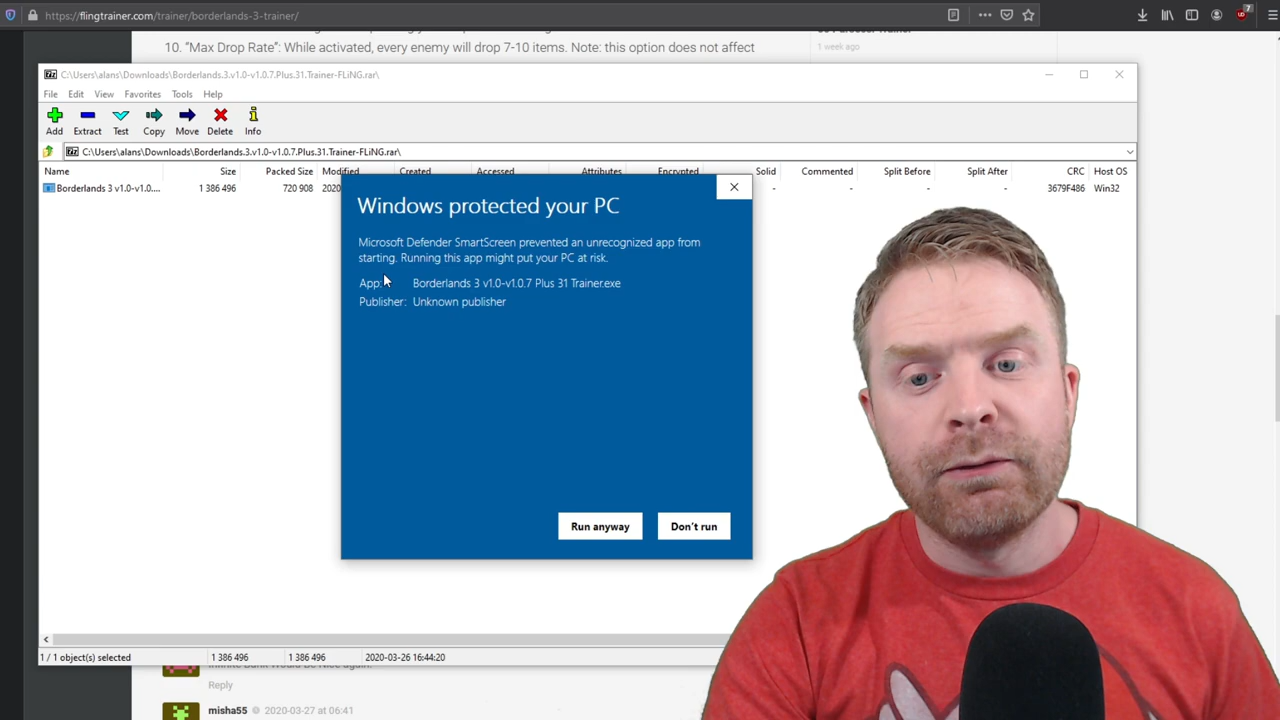 https://flingtrainer.com/trainer/borderlands-3-trainer/
7
10. "Max Drop Rate": While activated, every enemy will drop 7-10 items. Note: this option does not affect
1 week ago
C:\Users\alans\Downloads\Borderlands.3.v1.0-v1.0.7.Plus.31.Trainer-FLiNG.rar\
File Edit View Favorites Tools Help
Add Extract Test Copy Move Delete Info
C:\Users\alans\Downloads\Borderlands.3.v1.0-v1.0.7.Plus.31.Trainer-FLiNG.rar\
Name Size Packed Size Modified Created Accessed Attributes Encrypted Solid Commented Split Before Split After CRC Host OS
Borderlands 3 v1.0-v1.0.... 1 386 496 720 908 2020 - - - - 3679F486 Win32
Windows protected your PC
Microsoft Defender SmartScreen prevented an unrecognized app from
starting. Running this app might put your PC at risk.
App: Borderlands 3 v1.0-v1.0.7 Plus 31 Trainer.exe
Publisher: Unknown publisher
Run anyway Don't run
1 / 1 object(s) selected 1 386 496 1 386 496 2020-03-26 16:44:20
Reply
misha55 2020-03-27 at 06:41